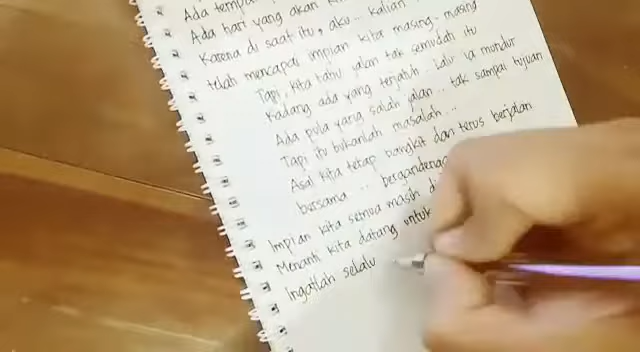 Ada
Ada hari yang akan
Karena di saat itu, aku... kalian
telah mencapai impian kita masing-masing
Tapi, kita tahu jalan tak semudah itu
Kadang ada yang terjatuh.. lalu ia mundur
Ada pula yang salah jalan.. tak sampai tujuan
Tapi itu bukanlah masalah...
Asal kita tetap bangkit dan terus berjalan
bersama...
Impian kita semua masih
Menanti kita datang untuk
Ingatlah selalu